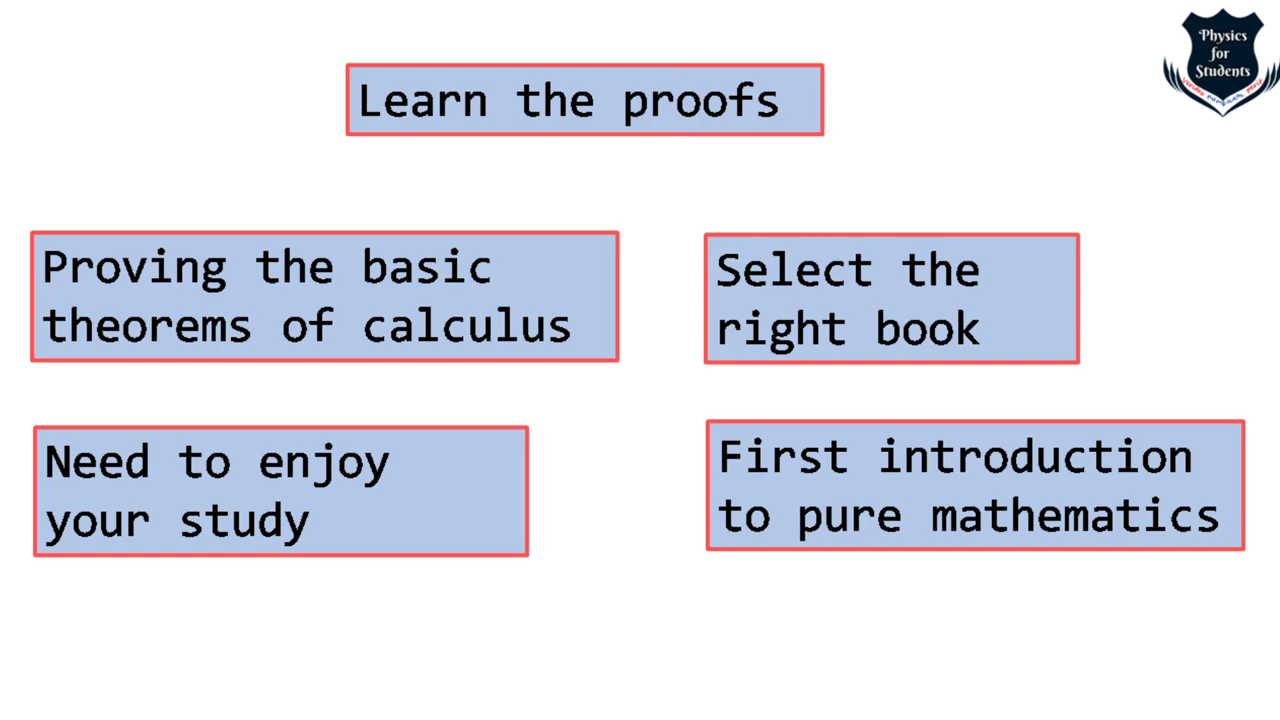 Physics
for
Students
Learn the proofs
Proving the basic
theorems of calculus
Select the
right book
Need to enjoy
your study
First introduction
to pure mathematics